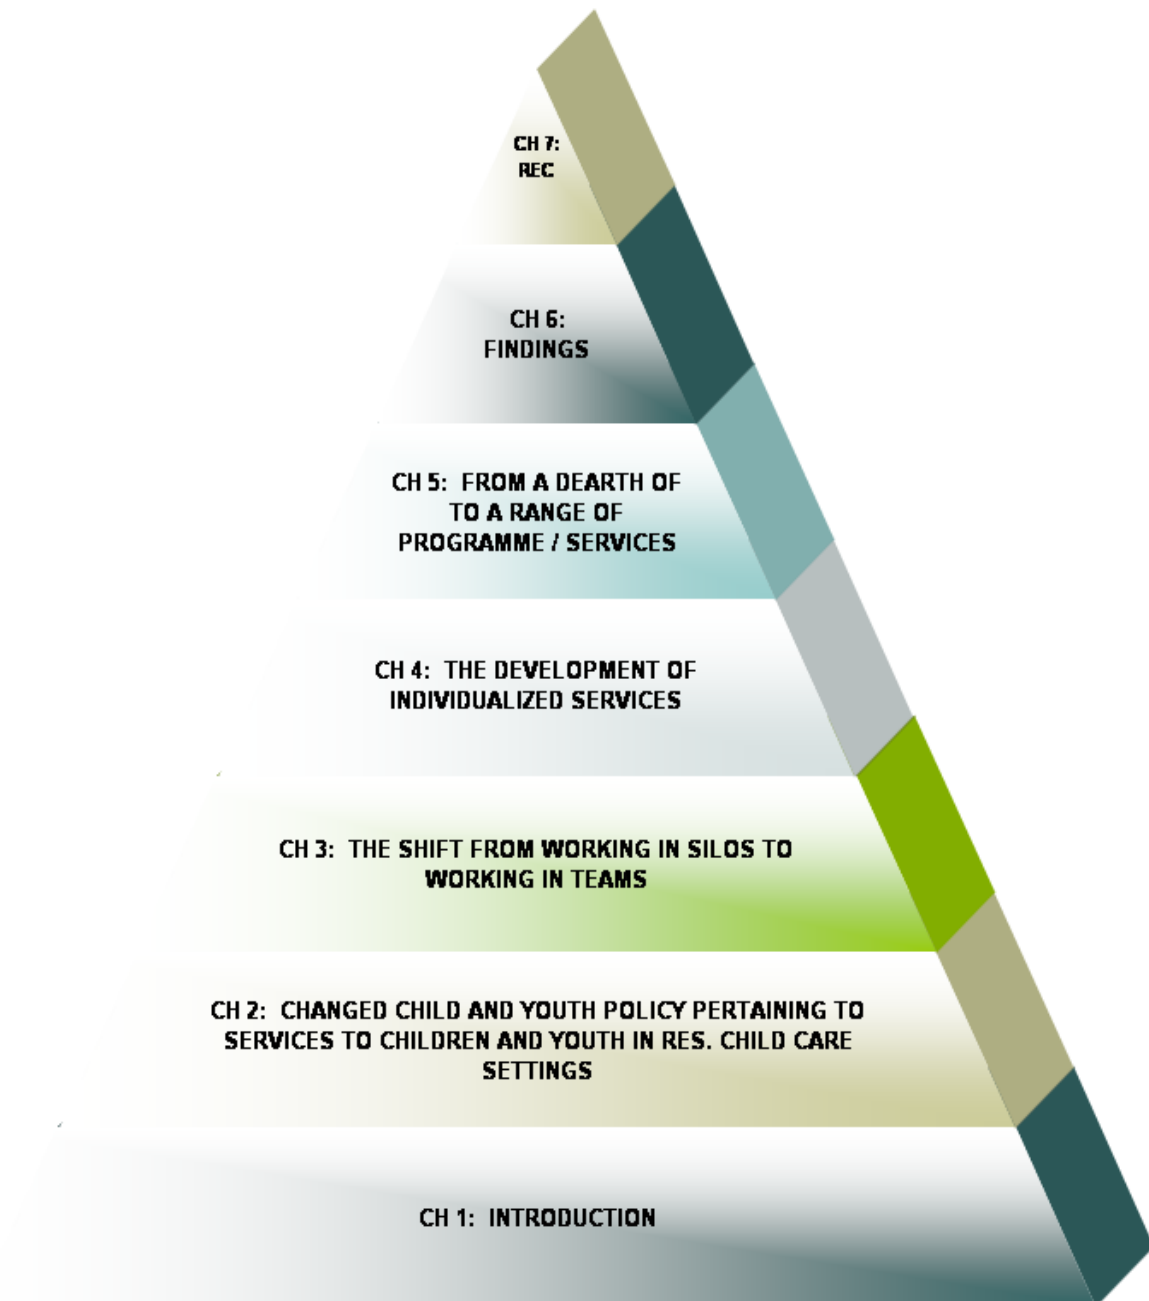 CH 7:
REC
CH 6:
FINDINGS
CH 5:  FROM A DEARTH OF
TO A RANGE OF
PROGRAMME / SERVICES
CH 4:  THE DEVELOPMENT OF
INDIVIDUALIZED SERVICES
CH 3:  THE SHIFT FROM WORKING IN SILOS TO
WORKING IN TEAMS
CH 2:  CHANGED CHILD AND YOUTH POLICY PERTAINING TO
SERVICES TO CHILDREN AND YOUTH IN RES. CHILD CARE
SETTINGS
CH 1:  INTRODUCTION